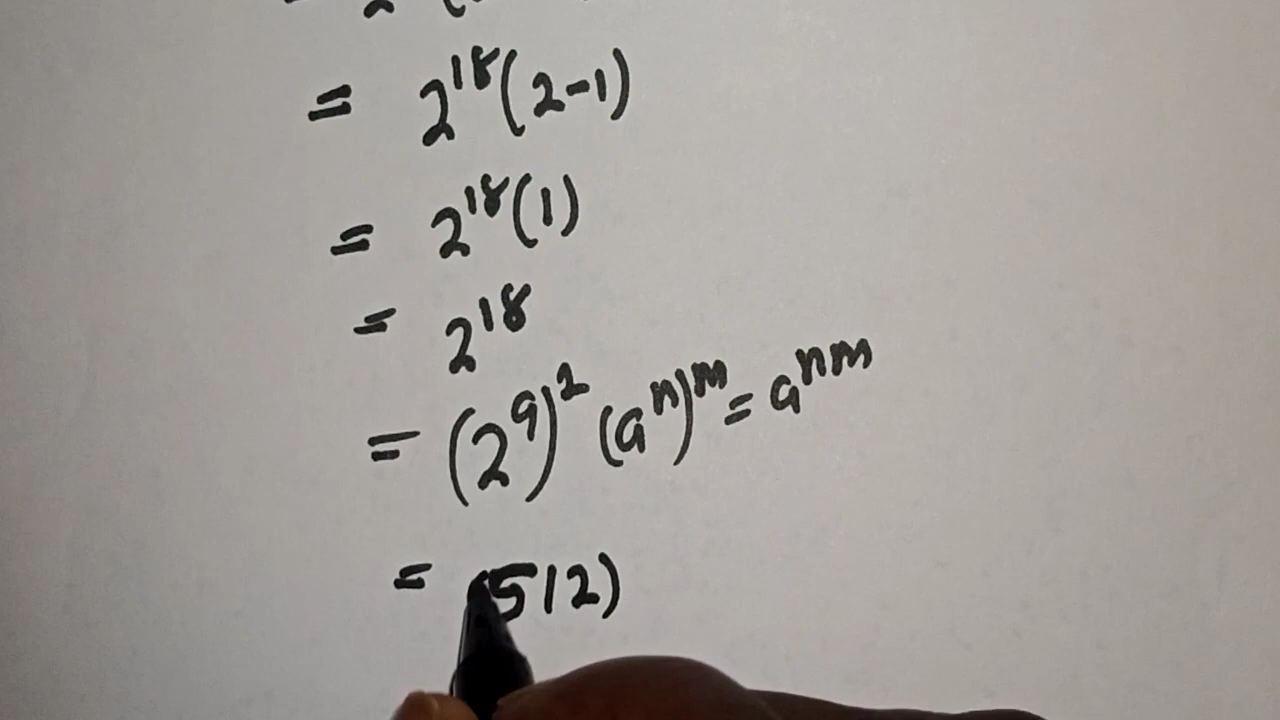 = 2^18(2-1)
= 2^18(1)
= 2^18
= (2^9)^2 (a^n)^m = a^nm
= (512)